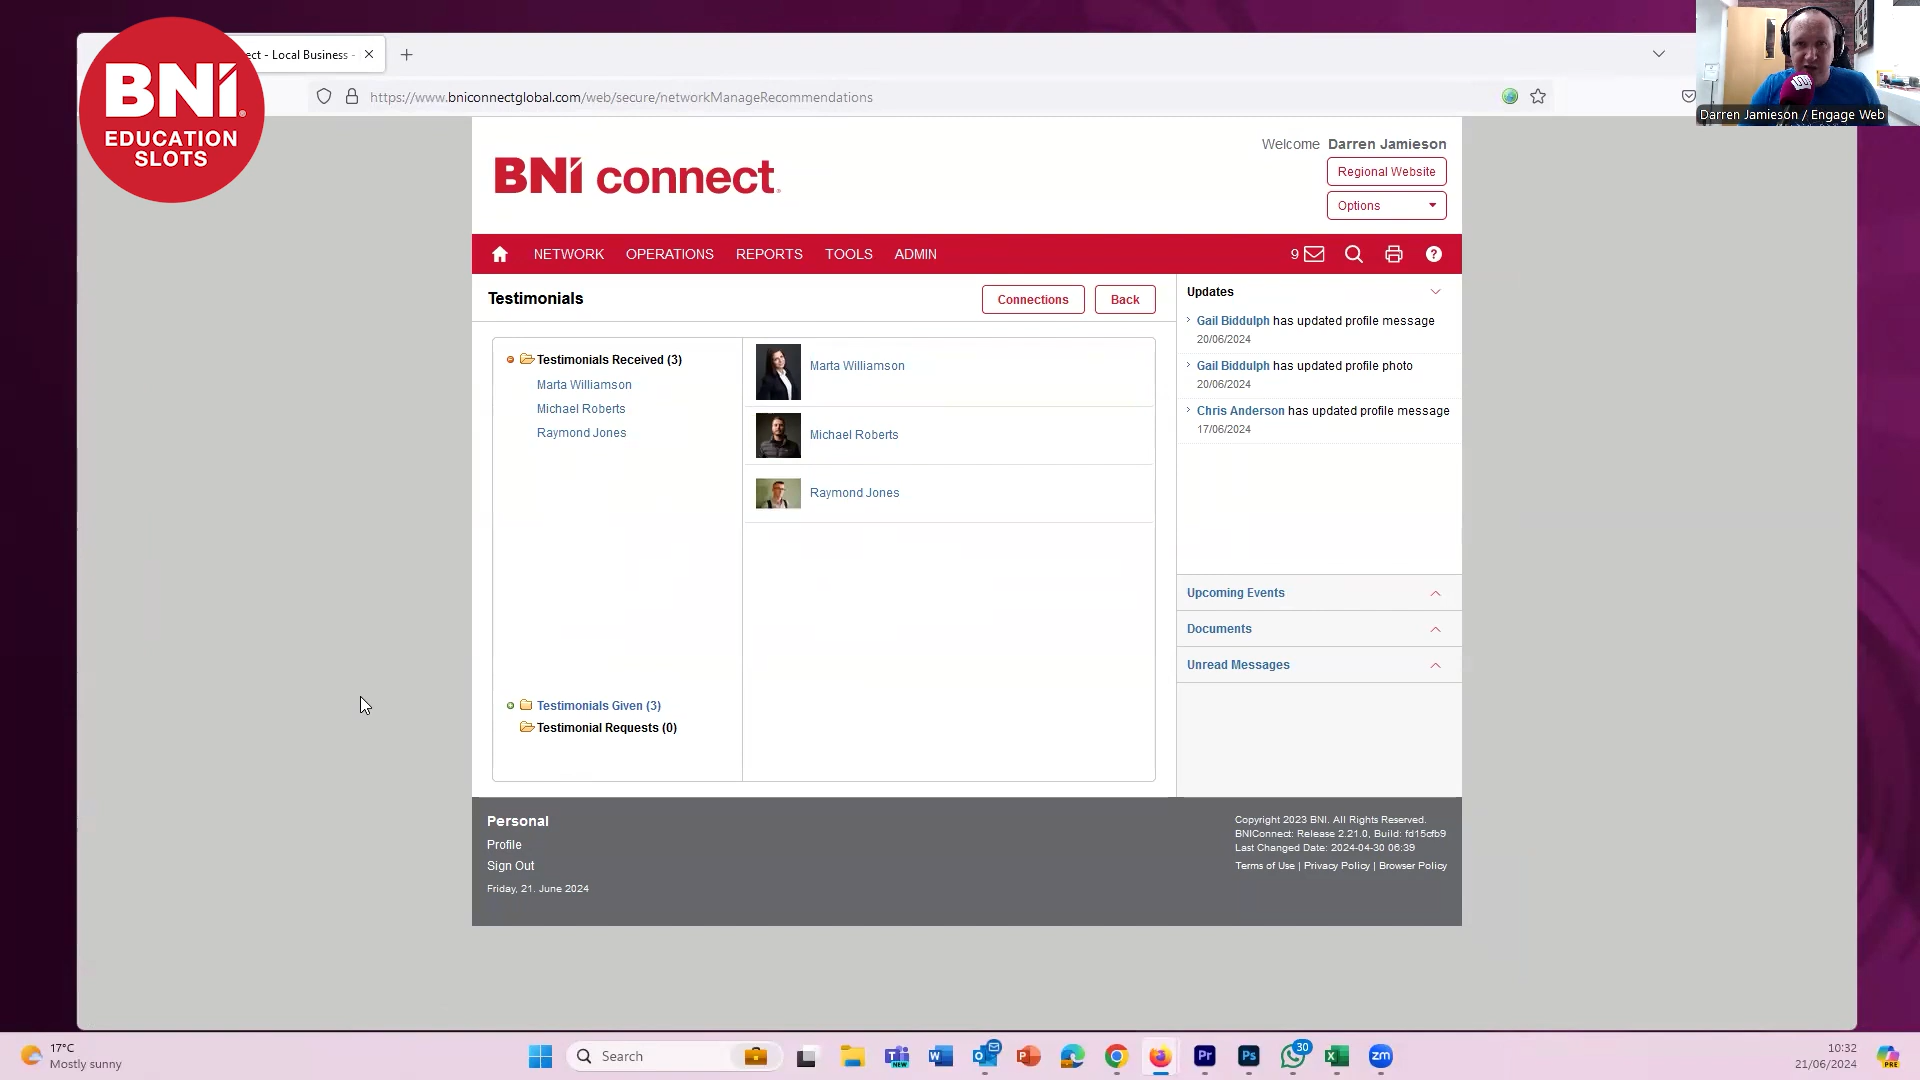 BNI
EDUCATION
SLOTS
ect - Local Business -
https://www.bniconnectglobal.com/web/secure/networkManageRecommendations
Darren Jamieson / Engage Web
BNI connect
Welcome Darren Jamieson
Regional Website
Options
NETWORK OPERATIONS REPORTS TOOLS ADMIN
9
Testimonials
Connections
Back
Testimonials Received (3)
Marta Williamson
Michael Roberts
Raymond Jones
Testimonials Given (3)
Testimonial Requests (0)
Marta Williamson
Michael Roberts
Raymond Jones
Updates
Gail Biddulph has updated profile message
20/06/2024
Gail Biddulph has updated profile photo
20/06/2024
Chris Anderson has updated profile message
17/06/2024
Upcoming Events
Documents
Unread Messages
Personal
Profile
Sign Out
Friday, 21. June 2024
Copyright 2023 BNI. All Rights Reserved.
BNIConnect: Release 2.21.0, Build: fd15cfb9
Last Changed Date: 2024-04-30 06:39
Terms of Use | Privacy Policy | Browser Policy
17°C
Mostly sunny
Search
NEW
30
Pr
Ps
zm
10:32
21/06/2024
PRE